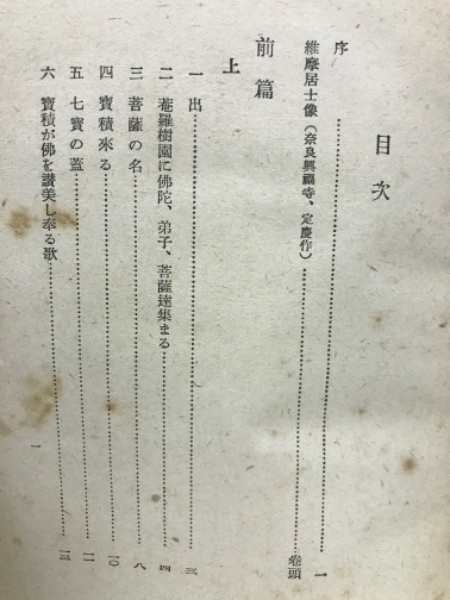 目次
序……一
維摩居士像(奈良興福寺、定慶作)……卷頭
前篇
上
一 出……三
二 菴羅樹園に佛陀、弟子、菩薩達集まる……四
三 菩薩の名……八
四 寶積來る……一〇
五 七寶の蓋……一一
六 寶積が佛を讃美し奉る歌……一三
一